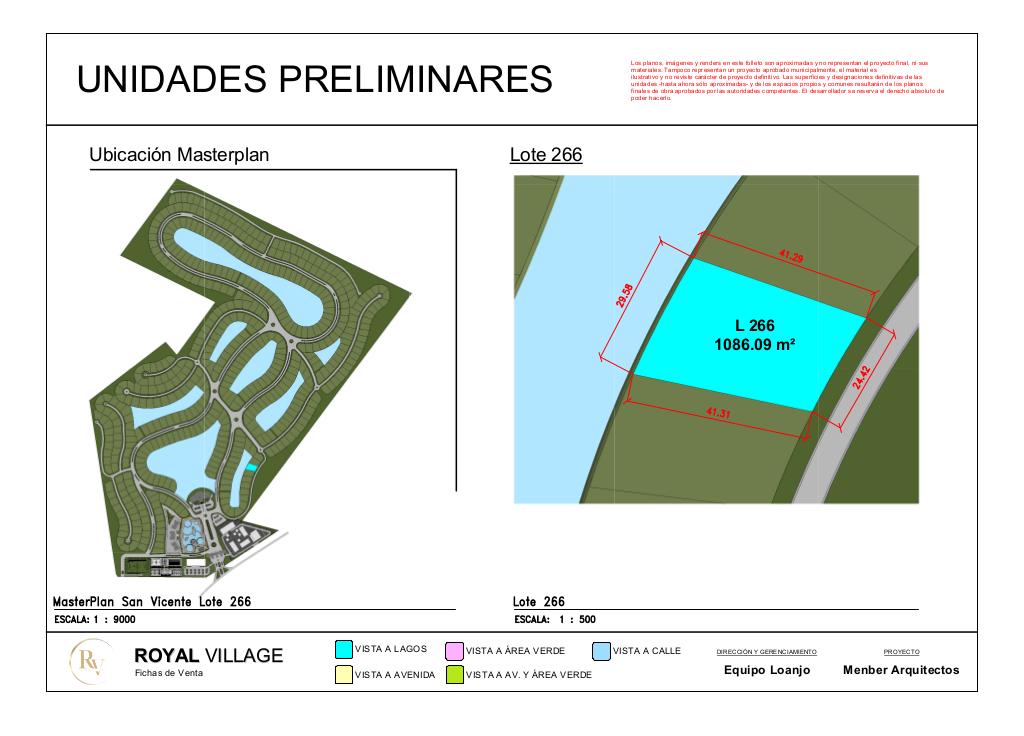 UNIDADES PRELIMINARES
Los planos, imágenes y renders en este folleto son aproximadas y no representan el proyecto final, ni sus
materiales. Tampoco representan un proyecto aprobado municipalmente, el material es
ilustrativo y no reviste carácter de proyecto definitivo. Las superficies y designaciones definitivas de las
unidades -hasta ahora sólo aproximadas- y de los espacios propios y comunes resultarán de los planos
finales de obra aprobados por las autoridades competentes. El desarrollador se reserva el derecho absoluto de
poder hacerlo.
Ubicación Masterplan
Lote 266
41.29
29.58
L 266
1086.09 m²
24.42
41.31
MasterPlan San Vicente Lote 266
ESCALA: 1 : 9000
Lote 266
ESCALA: 1 : 500
RV
ROYAL VILLAGE
Fichas de Venta
VISTA A LAGOS
VISTA A ÁREA VERDE
VISTA A CALLE
VISTA A AVENIDA
VISTA A AV. Y ÁREA VERDE
DIRECCIÓN Y GERENCIAMIENTO
Equipo Loanjo
PROYECTO
Menber Arquitectos